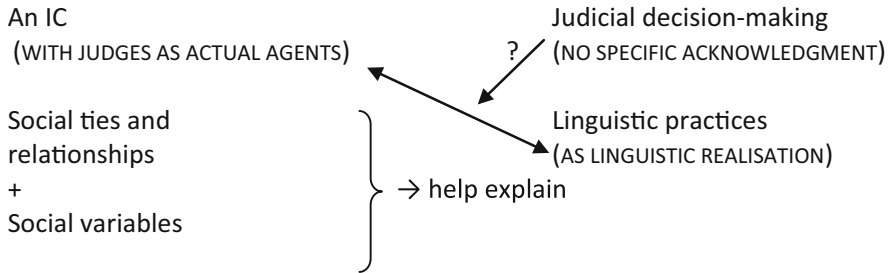 An IC
(WITH JUDGES AS ACTUAL AGENTS)
Judicial decision-making
? (NO SPECIFIC ACKNOWLEDGMENT)
Social ties and
relationships
+
Social variables
→ help explain
Linguistic practices
(AS LINGUISTIC REALISATION)